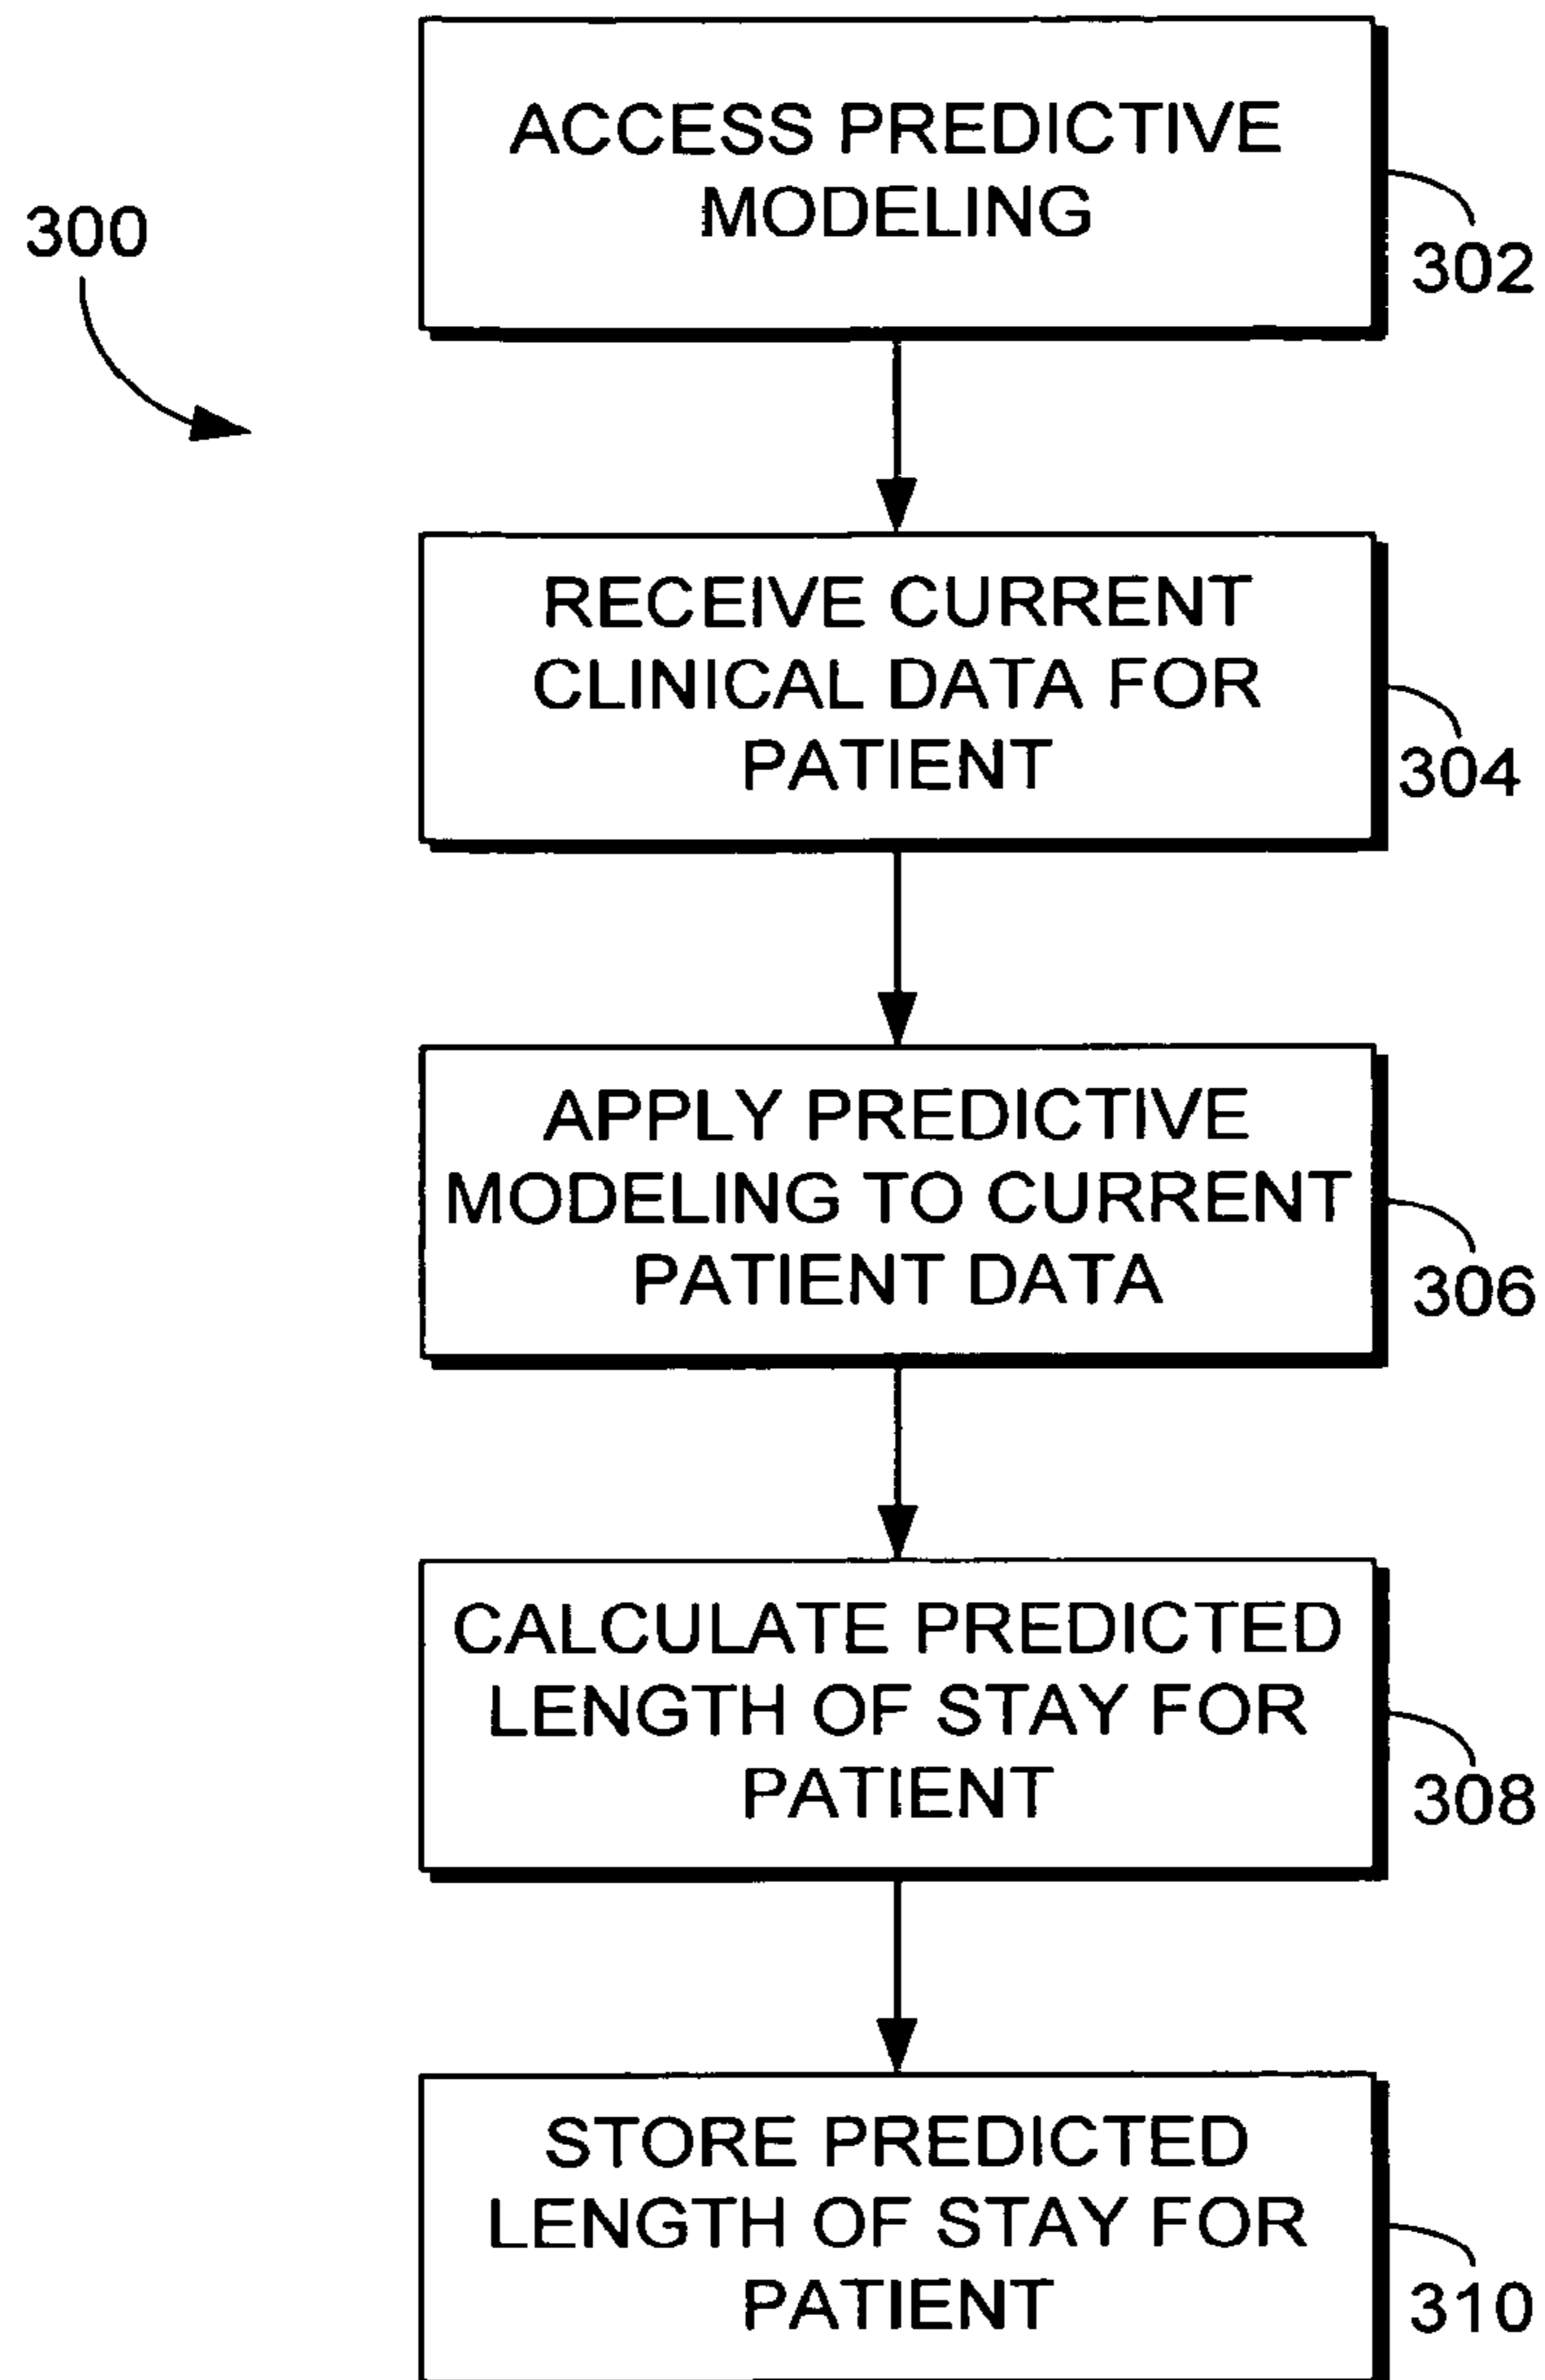 ACCESS PREDICTIVE
MODELING
300
302
RECEIVE CURRENT
CLINICAL DATA FOR
PATIENT
304
APPLY PREDICTIVE
MODELING TO CURRENT
PATIENT DATA
306
CALCULATE PREDICTED
LENGTH OF STAY FOR
PATIENT
308
STORE PREDICTED
LENGTH OF STAY FOR
PATIENT
310